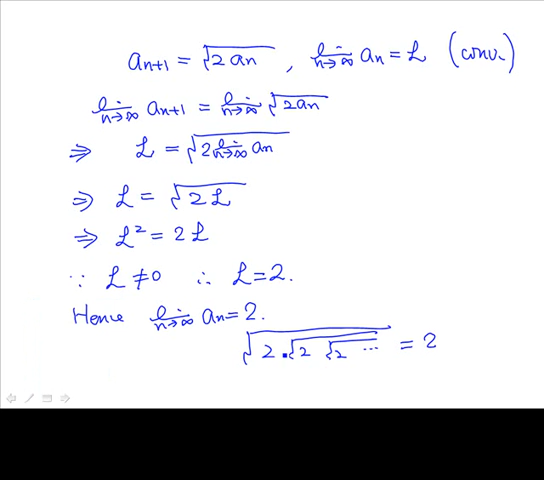 aₙ₊₁ = √(2aₙ) , lim n→∞ aₙ = L (conv.)
lim n→∞ aₙ₊₁ = lim n→∞ √(2aₙ)
⇒ L = √(2 lim n→∞ aₙ)
⇒ L = √(2L)
⇒ L² = 2L
∵ L ≠ 0 ∴ L = 2.
Hence lim n→∞ aₙ = 2.
√(2·√(2√(2 ⋯))) = 2